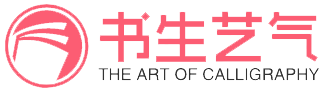 书生艺气
THE ART OF CALLIGRAPHY